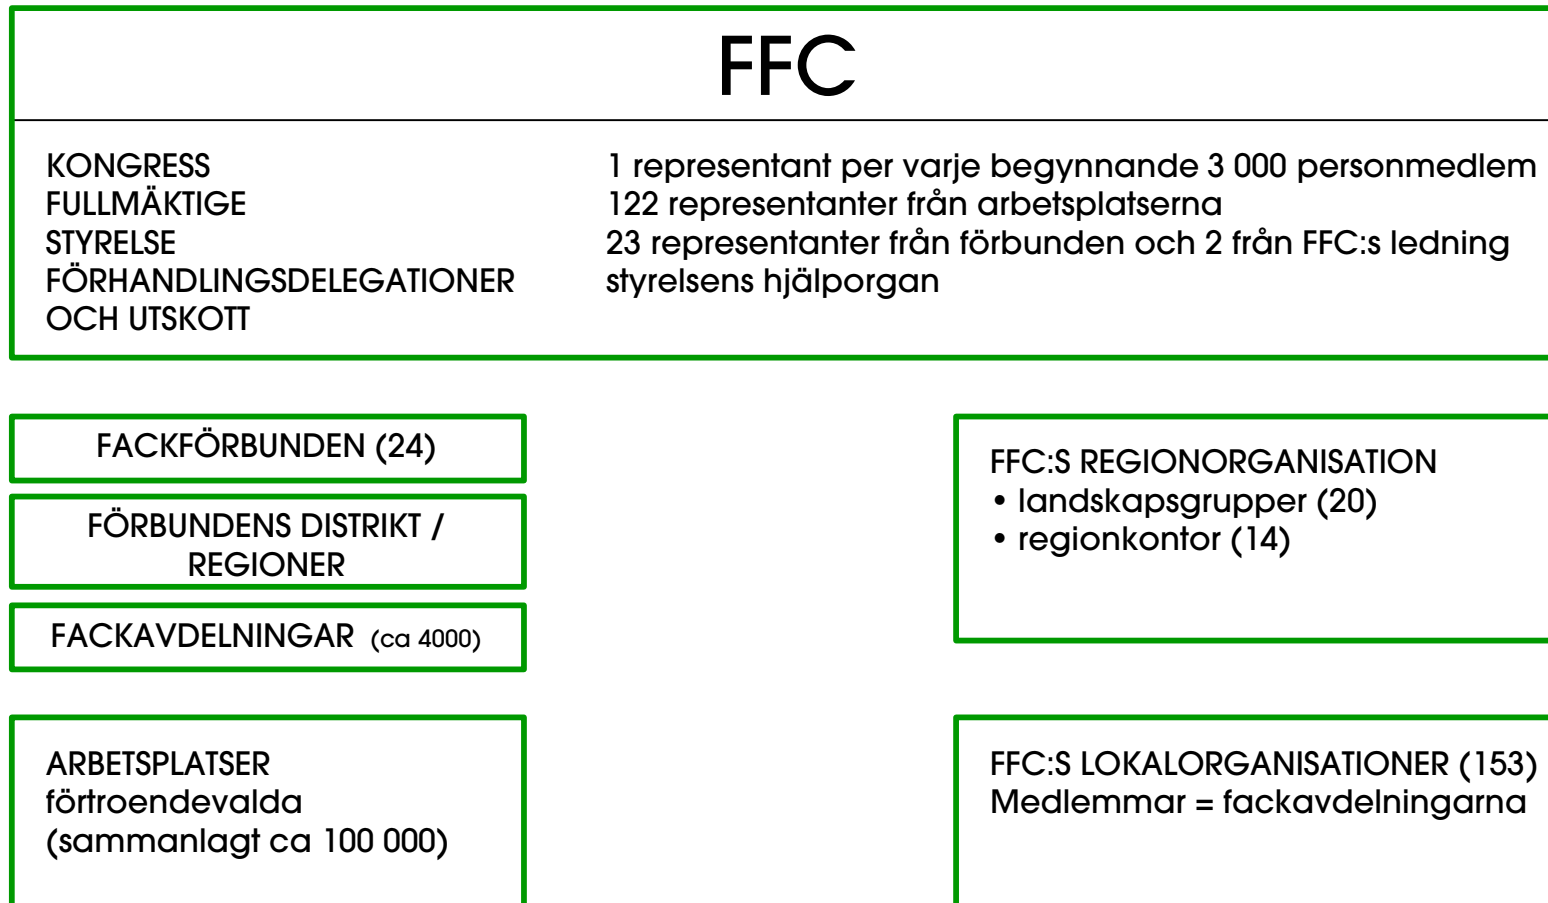 FFC
KONGRESS 1 representant per varje begynnande 3 000 personmedlem
FULLMÄKTIGE 122 representanter från arbetsplatserna
STYRELSE 23 representanter från förbunden och 2 från FFC:s ledning
FÖRHANDLINGSDELEGATIONER styrelsens hjälporgan
OCH UTSKOTT
FACKFÖRBUNDEN (24)
FÖRBUNDENS DISTRIKT /
REGIONER
FACKAVDELNINGAR (ca 4000)
FFC:S REGIONORGANISATION
• landskapsgrupper (20)
• regionkontor (14)
ARBETSPLATSER
förtroendevalda
(sammanlagt ca 100 000)
FFC:S LOKALORGANISATIONER (153)
Medlemmar = fackavdelningarna